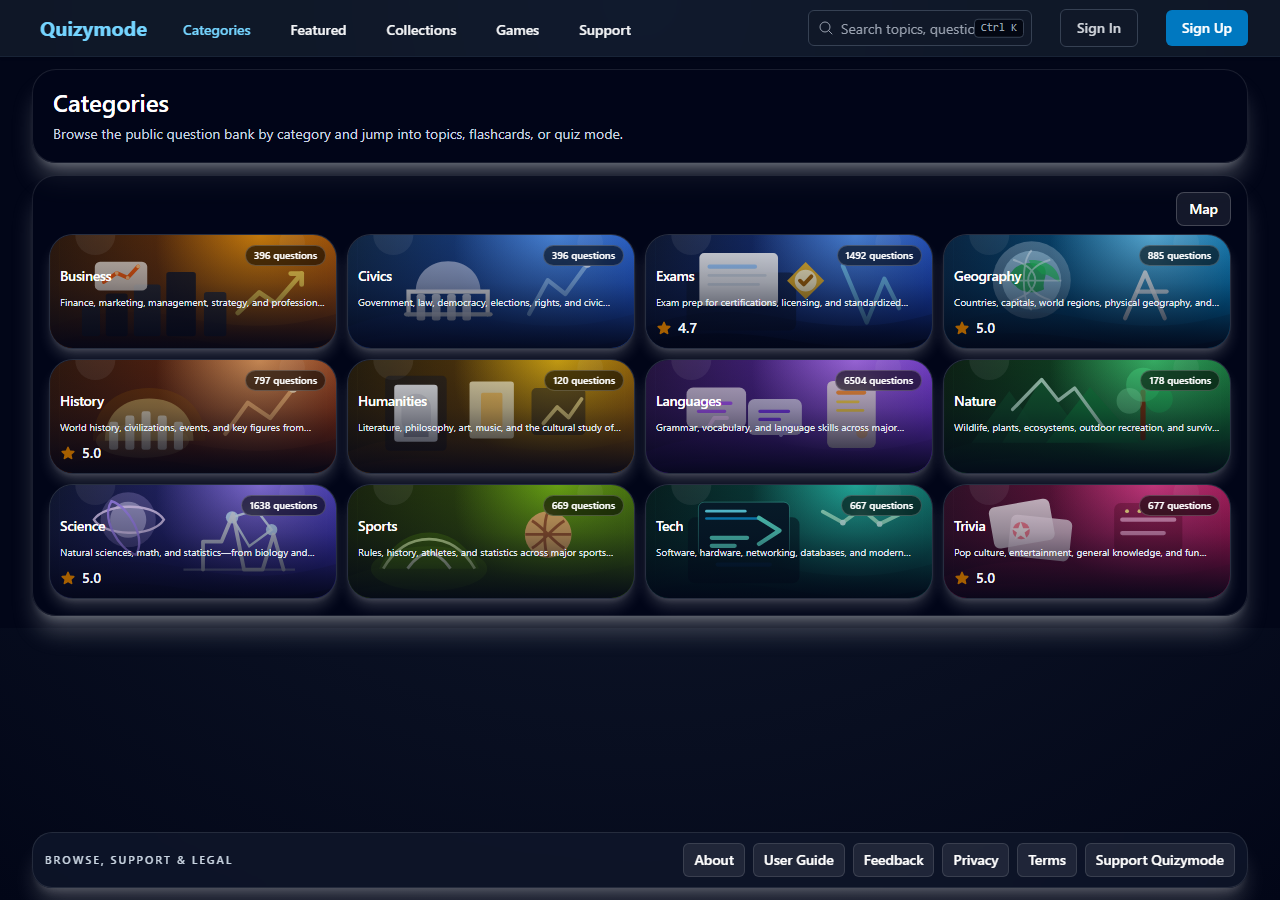 Quizymode
Categories
Featured
Collections
Games
Support
Search topics, questic
Ctrl K
Sign In
Sign Up
Categories
Browse the public question bank by category and jump into topics, flashcards, or quiz mode.
Map
396 questions
Business
Finance, marketing, management, strategy, and profession...
396 questions
Civics
Government, law, democracy, elections, rights, and civic...
1492 questions
Exams
Exam prep for certifications, licensing, and standardized...
4.7
885 questions
Geography
Countries, capitals, world regions, physical geography, and...
5.0
797 questions
History
World history, civilizations, events, and key figures from...
5.0
120 questions
Humanities
Literature, philosophy, art, music, and the cultural study of...
6504 questions
Languages
Grammar, vocabulary, and language skills across major...
178 questions
Nature
Wildlife, plants, ecosystems, outdoor recreation, and surviv...
1638 questions
Science
Natural sciences, math, and statistics—from biology and...
5.0
669 questions
Sports
Rules, history, athletes, and statistics across major sports...
667 questions
Tech
Software, hardware, networking, databases, and modern...
677 questions
Trivia
Pop culture, entertainment, general knowledge, and fun...
5.0
BROWSE, SUPPORT & LEGAL
About
User Guide
Feedback
Privacy
Terms
Support Quizymode